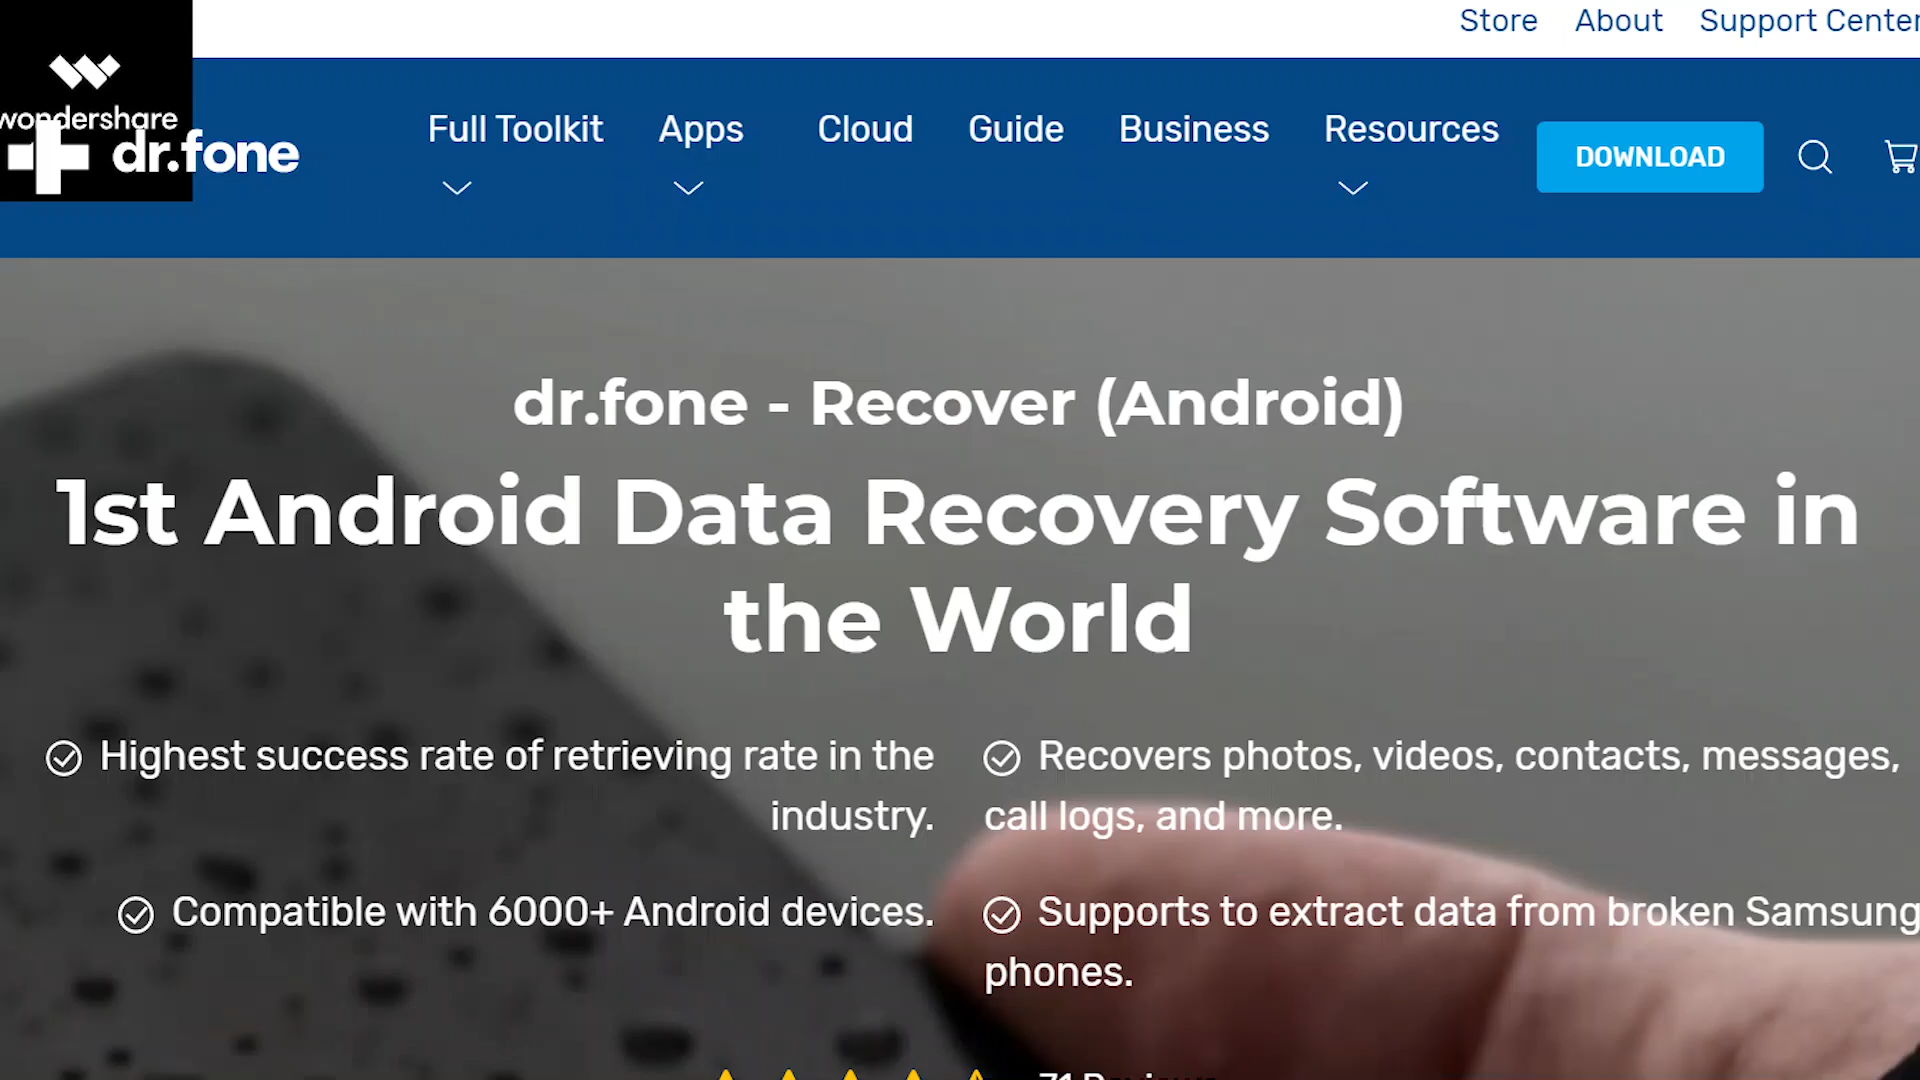 Store About Support Center
wondershare
dr.fone
Full Toolkit Apps Cloud Guide Business Resources
DOWNLOAD
dr.fone - Recover (Android)
1st Android Data Recovery Software in
the World
Highest success rate of retrieving rate in the
industry.
Recovers photos, videos, contacts, messages,
call logs, and more.
Compatible with 6000+ Android devices.
Supports to extract data from broken Samsung
phones.